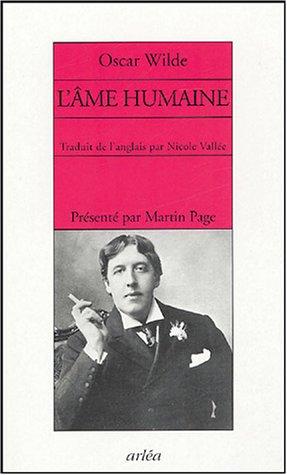 Oscar Wilde
L'ÂME HUMAINE
Traduit de l'anglais par Nicole Vallée
Présenté par Martin Page
arléa